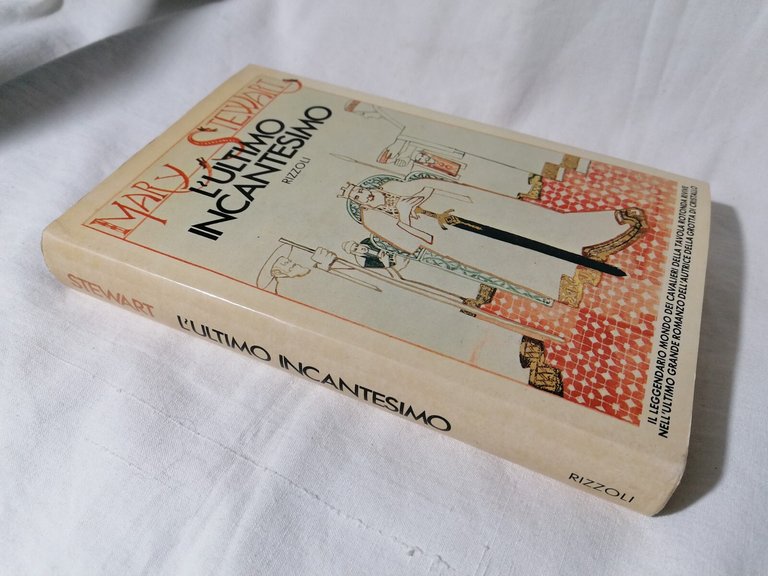 MARY STEWART
L'ULTIMO
INCANTESIMO
RIZZOLI
IL LEGGENDARIO MONDO DEI CAVALIERI DELLA TAVOLA ROTONDA RIVIVE
NELL'ULTIMO GRANDE ROMANZO DELL'AUTRICE DELLA GROTTA DI CRISTALLO
STEWART L'ULTIMO INCANTESIMO RIZZOLI